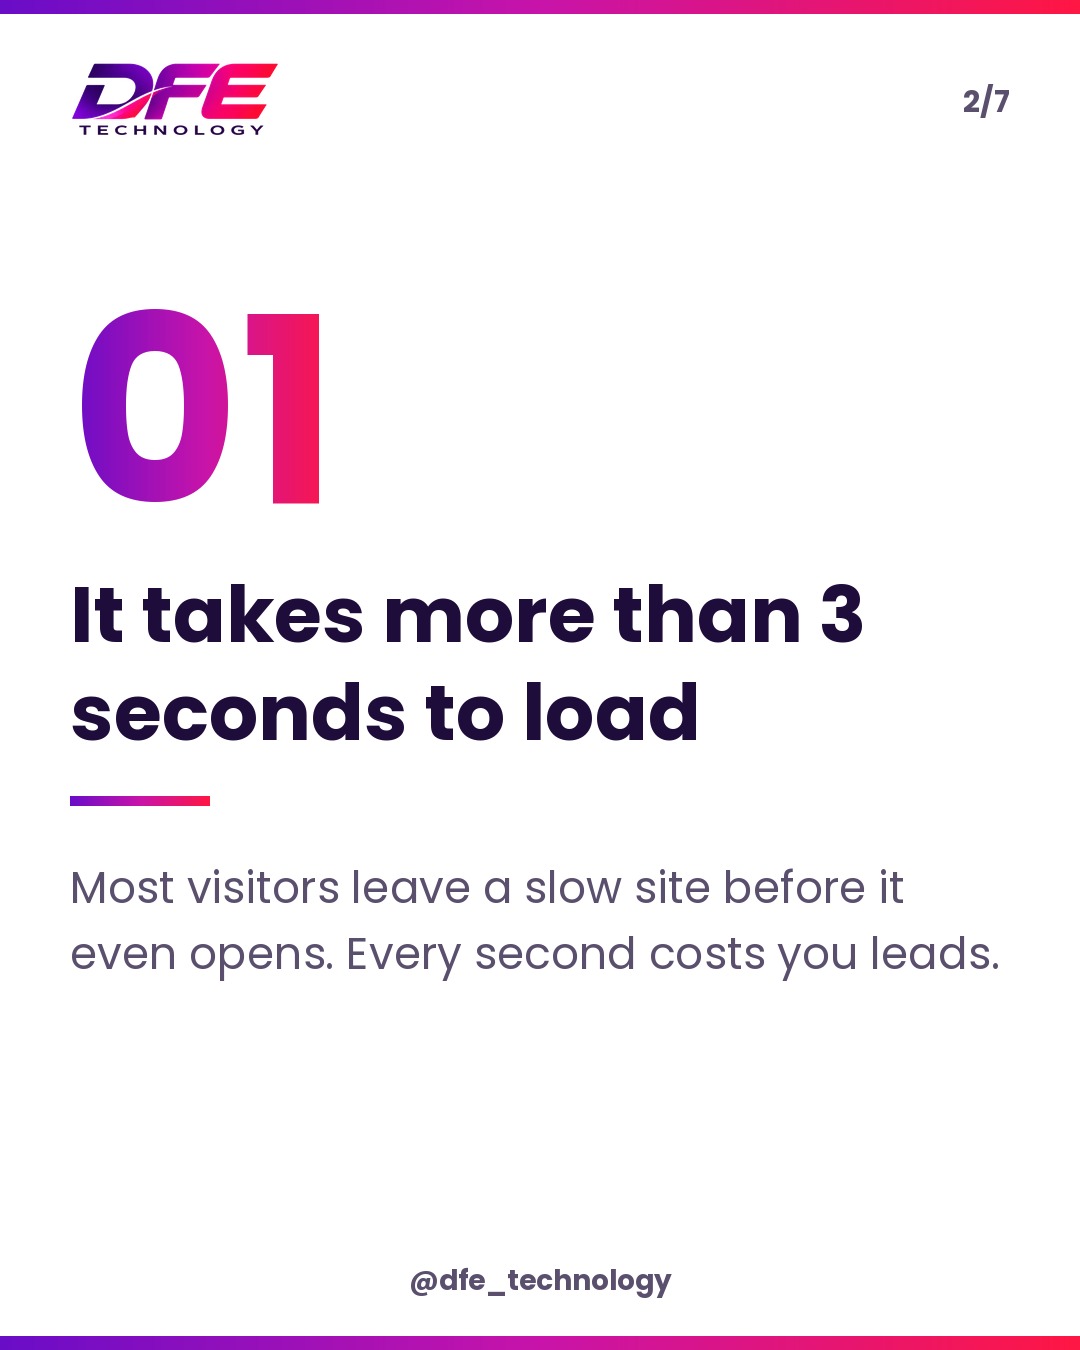 DFE
TECHNOLOGY
2/7
01
It takes more than 3
seconds to load
Most visitors leave a slow site before it
even opens. Every second costs you leads.
@dfe_technology